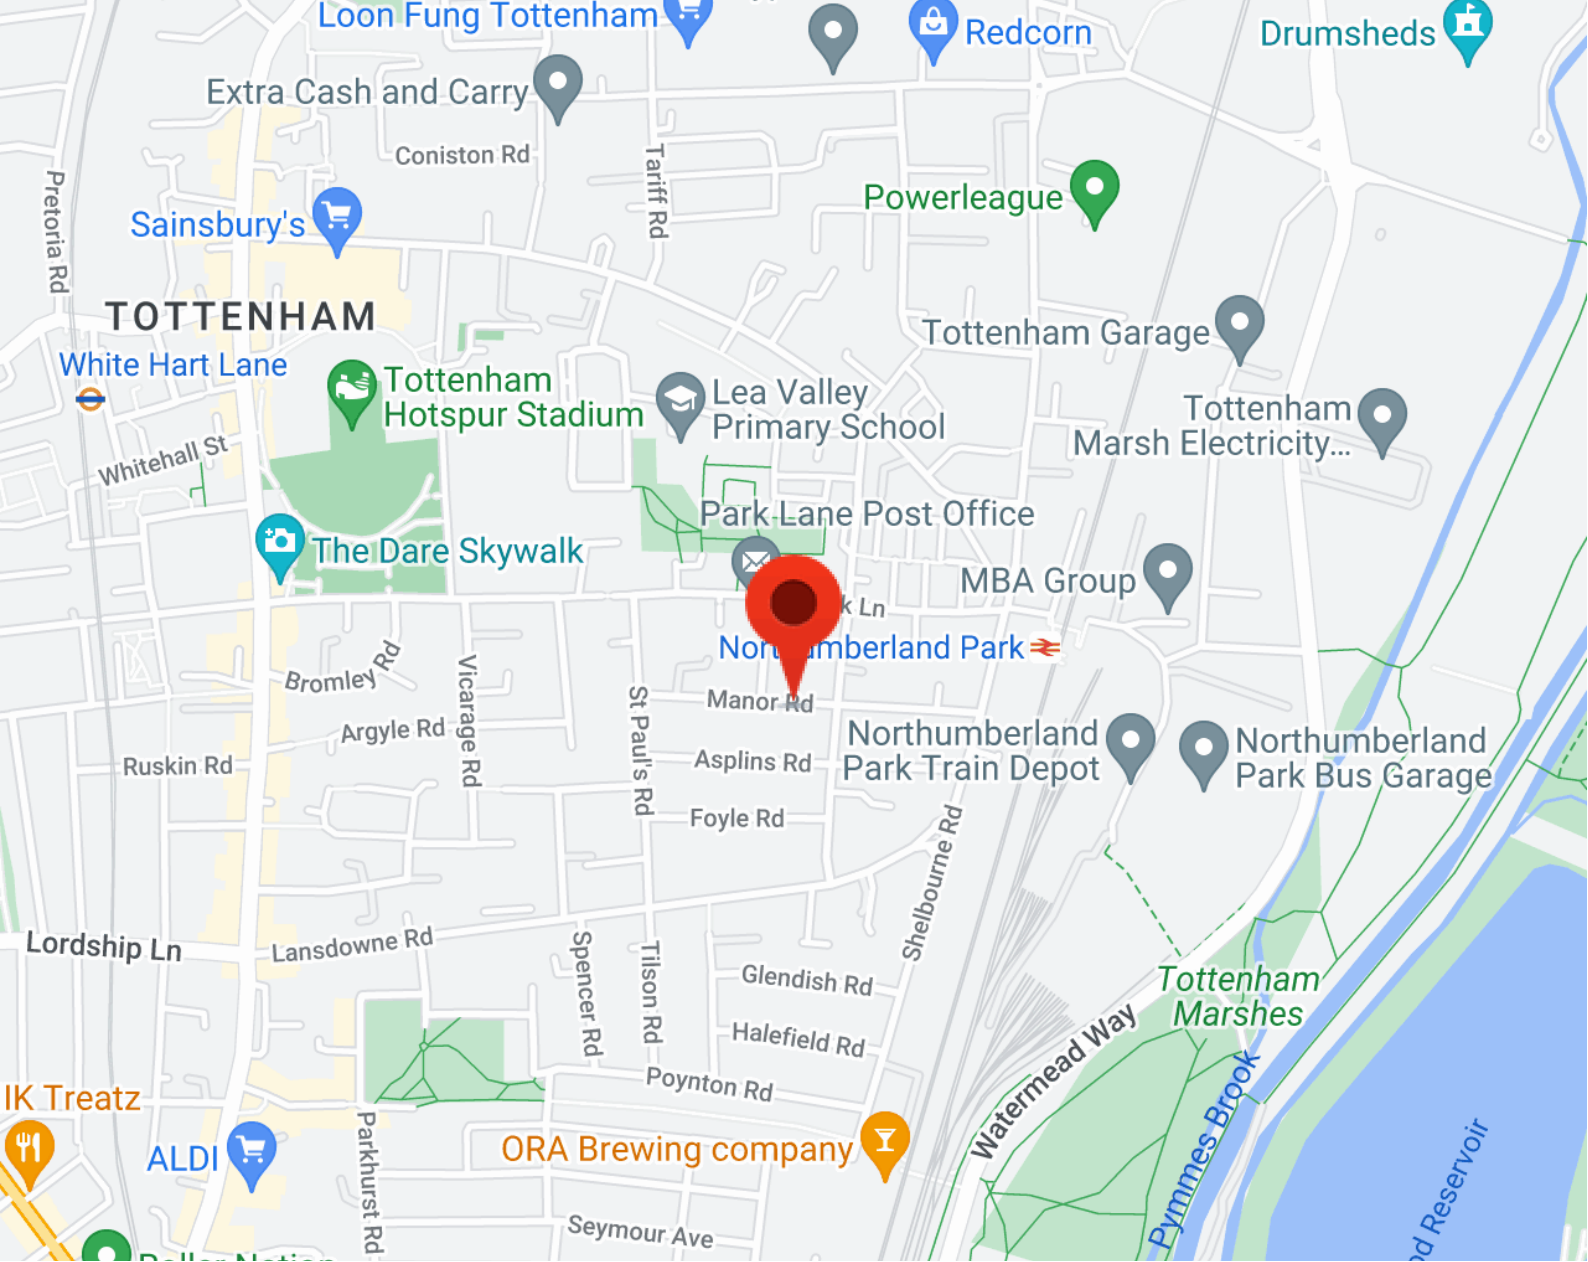 Loon Fung Tottenham
Redcorn
Drumsheds
Extra Cash and Carry
Coniston Rd
Tariff Rd
Pretoria Rd
Powerleague
Sainsbury's
TOTTENHAM
White Hart Lane
Tottenham Garage
Tottenham
Hotspur Stadium
Lea Valley
Primary School
Tottenham
Marsh Electricity...
Whitehall St
Park Lane Post Office
The Dare Skywalk
MBA Group
Ln
Park
Bromley Rd
Vicarage Rd
St Paul's Rd
Manor Rd
Argyle Rd
Northumberland
Park Train Depot
Northumberland
Park Bus Garage
Ruskin Rd
Asplins Rd
Foyle Rd
Shelbourne Rd
Lordship Ln
Lansdowne Rd
Spencer Rd
Tilson Rd
Glendish Rd
Tottenham
Marshes
Halefield Rd
Watermead Way
Poynton Rd
Pymmes Brook
IK Treatz
Parkhurst Rd
ALDI
ORA Brewing company
Reservoir
Seymour Ave